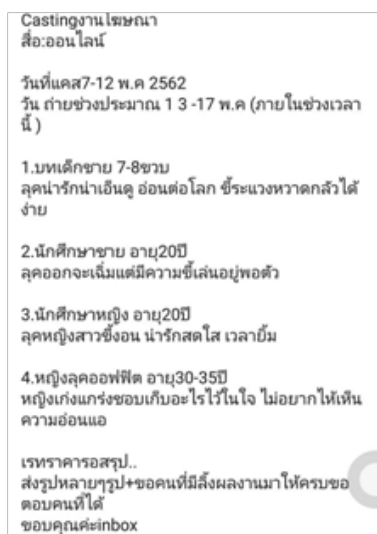 Castingงานโฆษณา
สื่อ:ออนไลน์
วันที่แคส7-12 พ.ค 2562
วัน ถ่ายช่วงประมาณ 1 3 -17 พ.ค (ภายในช่วงเวลา
นี้ )
1.บทเด็กชาย 7-8ขวบ
ลุคน่ารักน่าเอ็นดู อ่อนต่อโลก ขี้ระแวงหวาดกลัวได้
ง่าย
2.นักศึกษาชาย อายุ20ปี
ลุคออกจะเฉิ่มแต่มีความขี้เล่นอยู่พอตัว
3.นักศึกษาหญิง อายุ20ปี
ลุคหญิงสาวขี้งอน น่ารักสดใส เวลายิ้ม
4.หญิงลุคออฟฟิต อายุ30-35ปี
หญิงเก่งแกร่งชอบเก็บอะไรไว้ในใจ ไม่อยากให้เห็น
ความอ่อนแอ
เรทราคารอสรุป..
ส่งรูปหลายๆรูป+ขอคนที่มีลิ้งผลงานมาให้ครบขอ
ตอบคนที่ได้
ขอบคุณค่ะinbox